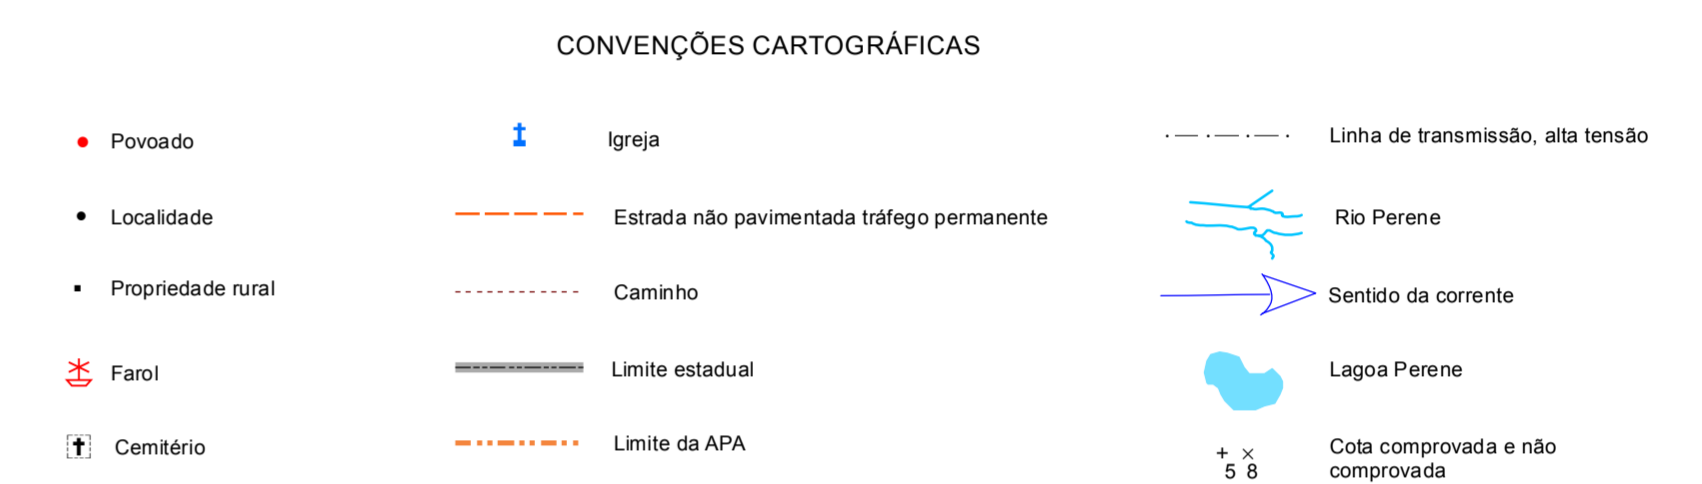 CONVENÇÕES CARTOGRÁFICAS
Povoado
Localidade
Propriedade rural
Farol
Cemitério
Igreja
Estrada não pavimentada tráfego permanente
Caminho
Limite estadual
Limite da APA
Linha de transmissão, alta tensão
Rio Perene
Sentido da corrente
Lagoa Perene
5 8
Cota comprovada e não
comprovada